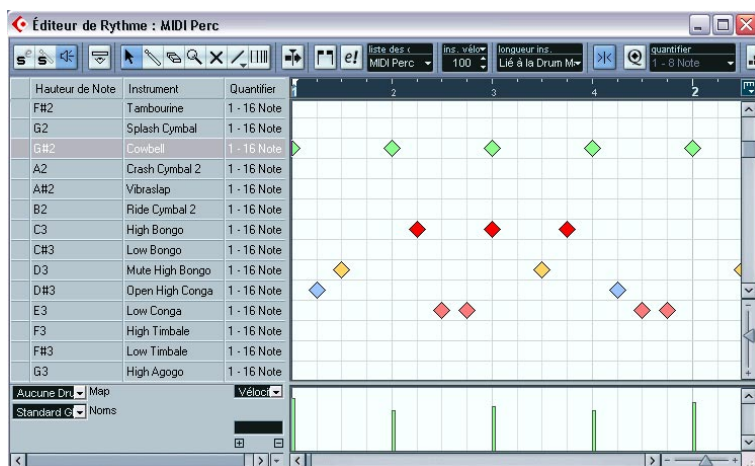 Éditeur de Rythme : MIDI Perc
liste des ( ins. vélo longueur ins. quantifier
MIDI Perc 100 Lié à la Drum M 1 - 8 Note
Hauteur de Note Instrument Quantifier 1 2 3 4 2
F#2 Tambourine 1 - 16 Note
G2 Splash Cymbal 1 - 16 Note
G#2 Cowbell 1 - 16 Note
A2 Crash Cymbal 2 1 - 16 Note
A#2 Vibraslap 1 - 16 Note
B2 Ride Cymbal 2 1 - 16 Note
C3 High Bongo 1 - 16 Note
C#3 Low Bongo 1 - 16 Note
D3 Mute High Bongo 1 - 16 Note
D#3 Open High Conga 1 - 16 Note
E3 Low Conga 1 - 16 Note
F3 High Timbale 1 - 16 Note
F#3 Low Timbale 1 - 16 Note
G3 High Agogo 1 - 16 Note
Aucune Dru Map Véloci
Standard G Noms